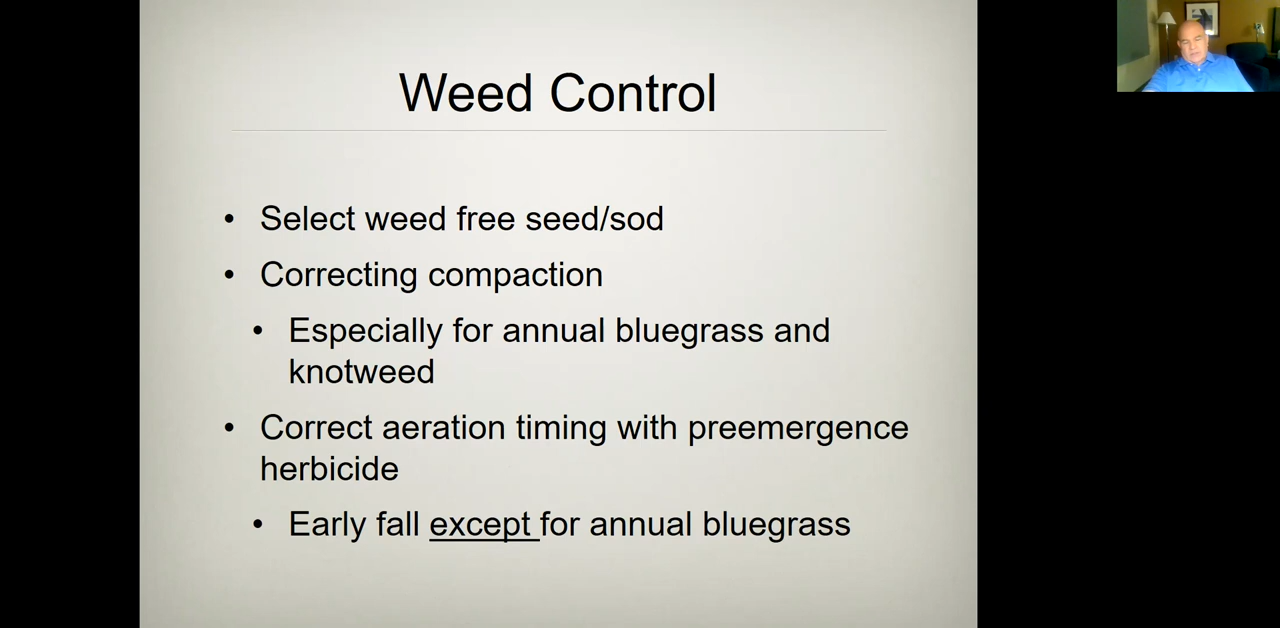 Weed Control
• Select weed free seed/sod
• Correcting compaction
• Especially for annual bluegrass and
knotweed
• Correct aeration timing with preemergence
herbicide
• Early fall except for annual bluegrass